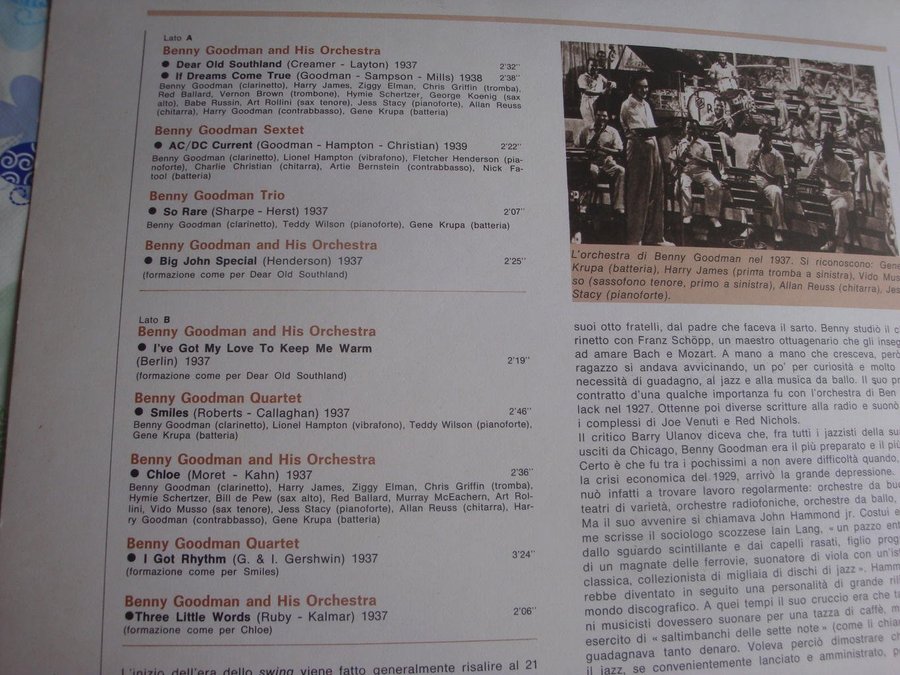 Lato A
Benny Goodman and His Orchestra
● Dear Old Southland (Creamer - Layton) 1937 2'32''
● If Dreams Come True (Goodman - Sampson - Mills) 1938 2'38''
Benny Goodman (clarinetto), Harry James, Ziggy Elman, Chris Griffin (tromba),
Red Ballard, Vernon Brown (trombone), Hymie Schertzer, George Koenig (sax
alto), Babe Russin, Art Rollini (sax tenore), Jess Stacy (pianoforte), Allan Reuss
(chitarra), Harry Goodman (contrabbasso), Gene Krupa (batteria)
Benny Goodman Sextet
● AC/DC Current (Goodman - Hampton - Christian) 1939 2'22''
Benny Goodman (clarinetto), Lionel Hampton (vibrafono), Fletcher Henderson (pia-
noforte), Charlie Christian (chitarra), Artie Bernstein (contrabbasso), Nick Fa-
tool (batteria)
Benny Goodman Trio
● So Rare (Sharpe - Herst) 1937 2'07''
Benny Goodman (clarinetto), Teddy Wilson (pianoforte), Gene Krupa (batteria)
Benny Goodman and His Orchestra
● Big John Special (Henderson) 1937 2'25''
(formazione come per Dear Old Southland)
Lato B
Benny Goodman and His Orchestra
● I've Got My Love To Keep Me Warm
(Berlin) 1937 2'19''
(formazione come per Dear Old Southland)
Benny Goodman Quartet
● Smiles (Roberts - Callaghan) 1937 2'46''
Benny Goodman (clarinetto), Lionel Hampton (vibrafono), Teddy Wilson (pianoforte),
Gene Krupa (batteria)
Benny Goodman and His Orchestra
● Chloe (Moret - Kahn) 1937 2'36''
Benny Goodman (clarinetto), Harry James, Ziggy Elman, Chris Griffin (tromba),
Hymie Schertzer, Bill de Pew (sax alto), Red Ballard, Murray McEachern, Art Rol-
lini, Vido Musso (sax tenore), Jess Stacy (pianoforte), Allan Reuss (chitarra), Har-
ry Goodman (contrabbasso), Gene Krupa (batteria)
Benny Goodman Quartet
● I Got Rhythm (G. & I. Gershwin) 1937 3'24''
(formazione come per Smiles)
Benny Goodman and His Orchestra
●Three Little Words (Ruby - Kalmar) 1937 2'06''
(formazione come per Chloe)
L'inizio dell'era dello swing viene fatto generalmente risalire al 21
L'orchestra di Benny Goodman nel 1937. Si riconoscono: Gene
Krupa (batteria), Harry James (prima tromba a sinistra), Vido Mus-
so (sassofono tenore, primo a sinistra), Allan Reuss (chitarra), Jes
Stacy (pianoforte).
suoi otto fratelli, dal padre che faceva il sarto. Benny studiò il c
rinetto con Franz Schöpp, un maestro ottuagenario che gli inseg
ad amare Bach e Mozart. A mano a mano che cresceva, però
ragazzo si andava avvicinando, un po' per curiosità e molto
necessità di guadagno, al jazz e alla musica da ballo. Il suo pr
contratto d'una qualche importanza fu con l'orchestra di Ben
lack nel 1927. Ottenne poi diverse scritture alla radio e suonò
i complessi di Joe Venuti e Red Nichols.
Il critico Barry Ulanov diceva che, fra tutti i jazzisti della su
usciti da Chicago, Benny Goodman era il più preparato e il più
Certo è che fu tra i pochissimi a non avere difficoltà quando,
la crisi economica del 1929, arrivò la grande depressione.
nuò infatti a trovare lavoro regolarmente: orchestre da bu
teatri di varietà, orchestre radiofoniche, orchestre da ballo,
Ma il suo avvenire si chiamava John Hammond jr. Costui e
me scrisse il sociologo scozzese Iain Lang, « un pazzo ent
dallo sguardo scintillante e dai capelli rasati, figlio prog
di un magnate delle ferrovie, suonatore di viola con un'ist
classica, collezionista di migliaia di dischi di jazz ». Hamm
rebbe diventato in seguito una personalità di grande ril
mondo discografico. A quei tempi il suo cruccio era che t
ni musicisti dovessero suonare per una tazza di caffè, m
esercito di « saltimbanchi delle sette note » (come li chiam
guadagnava tanto denaro. Voleva perciò dimostrare ch
il jazz, se convenientemente lanciato e amministrato, p